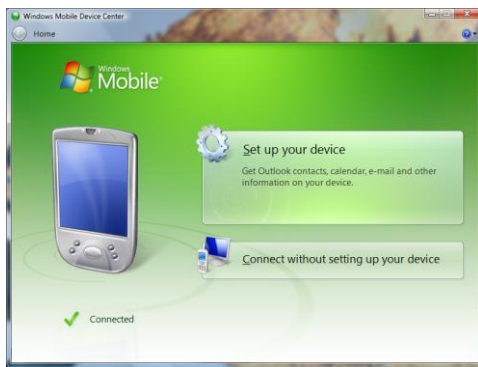 Windows Mobile Device Center
Home
Windows
Mobile
Set up your device
Get Outlook contacts, calendar, e-mail and other
information on your device.
Connect without setting up your device
Connected